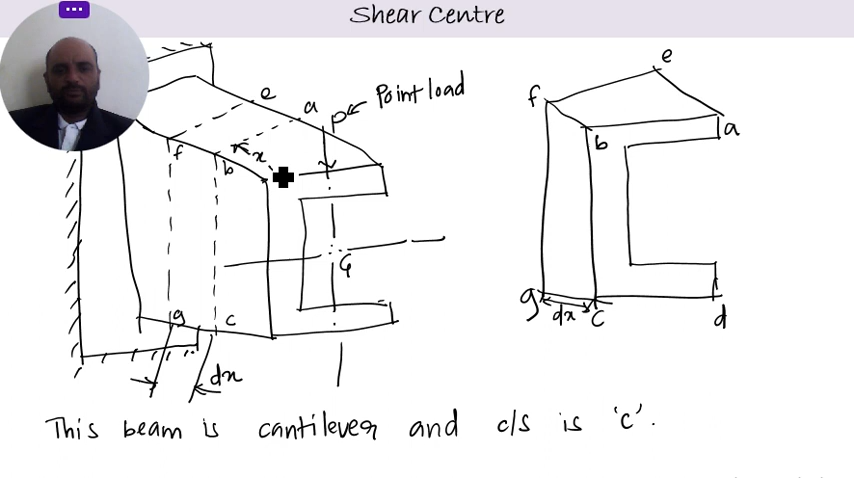 Shear Centre
e
a
P
Point load
f
x
b
G
g
c
dx
e
f
b
a
g
dx
c
d
This beam is cantilever and c/s is 'c'.